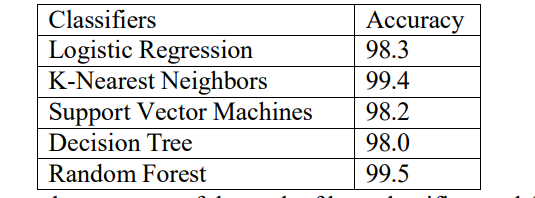 Classifiers Accuracy
Logistic Regression 98.3
K-Nearest Neighbors 99.4
Support Vector Machines 98.2
Decision Tree 98.0
Random Forest 99.5